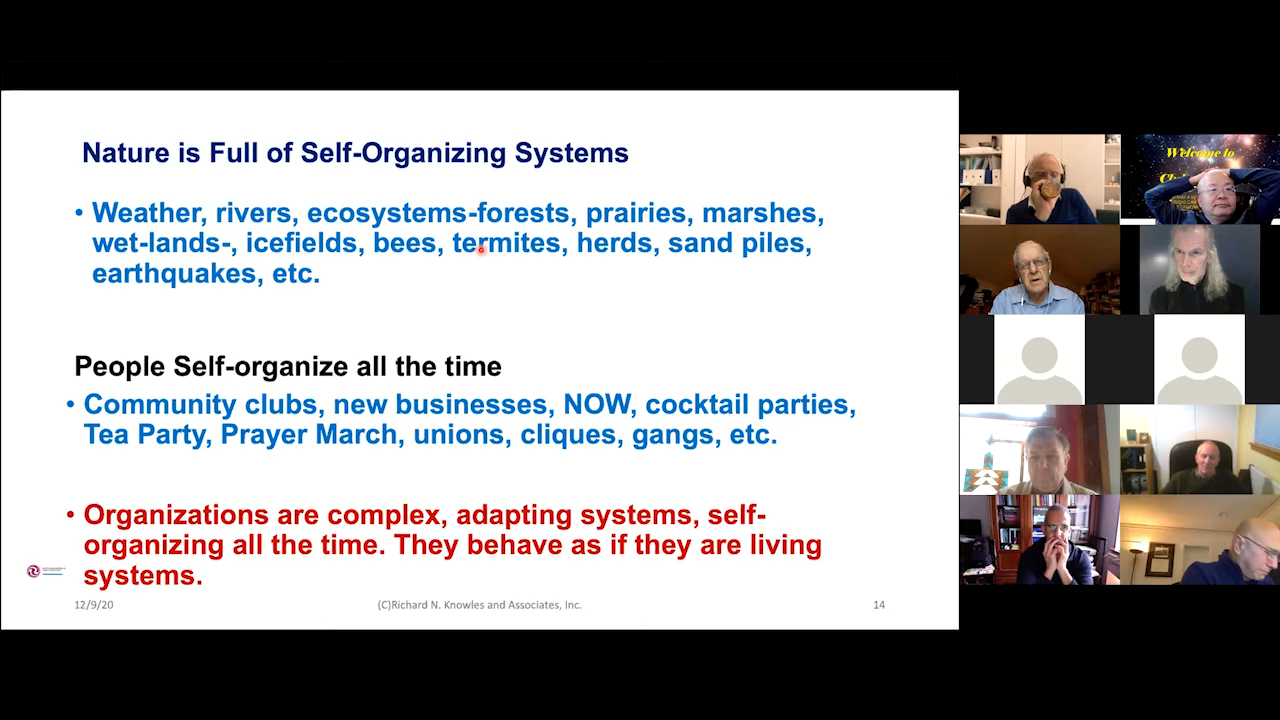 Nature is Full of Self-Organizing Systems
• Weather, rivers, ecosystems-forests, prairies, marshes,
wet-lands-, icefields, bees, termites, herds, sand piles,
earthquakes, etc.
People Self-organize all the time
• Community clubs, new businesses, NOW, cocktail parties,
Tea Party, Prayer March, unions, cliques, gangs, etc.
• Organizations are complex, adapting systems, self-
organizing all the time. They behave as if they are living
systems.
12/9/20 (C)Richard N. Knowles and Associates, Inc. 14
Welcome to